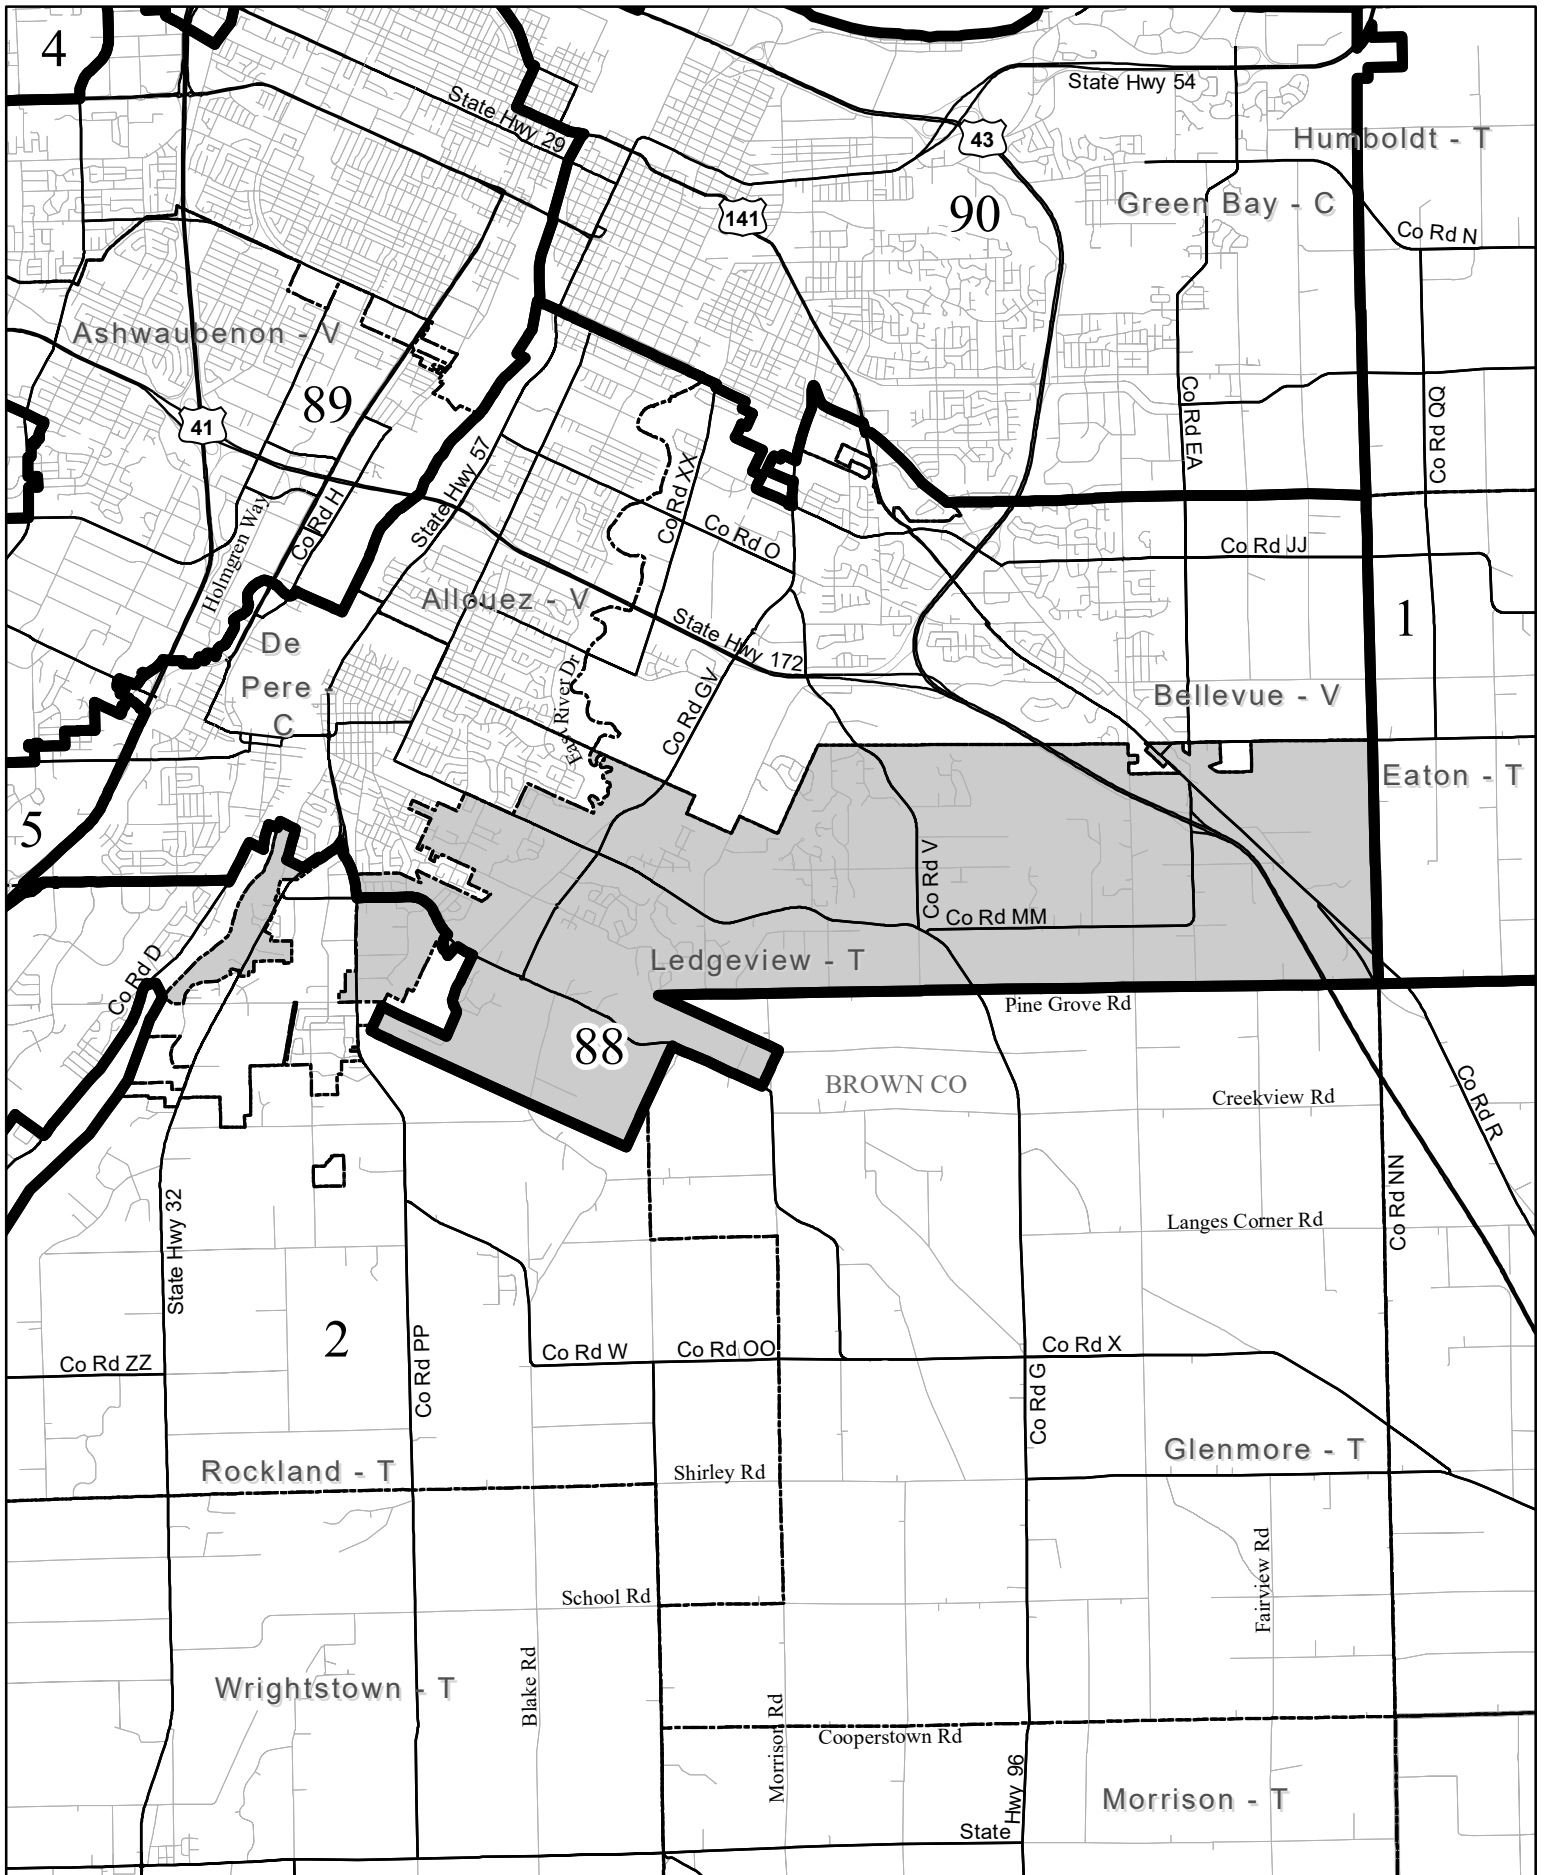 4
State Hwy 54
State Hwy 29
43
Humboldt - T
Green Bay - C
90
141
Co Rd N
Ashwaubenon - V
89
41
Co Rd EA
Co Rd QQ
State Hwy 57
Co Rd XX
Holmgren Way
Co Rd H
Co Rd O
Co Rd JJ
Allouez - V
1
State Hwy 172
De
Pere -
C
East River Dr
Co Rd GV
Bellevue - V
Eaton - T
5
Co Rd V
Co Rd MM
Ledgeview - T
Co Rd D
Pine Grove Rd
88
BROWN CO
Creekview Rd
Co Rd R
State Hwy 32
Co Rd NN
Langes Corner Rd
2
Co Rd PP
Co Rd ZZ
Co Rd W
Co Rd OO
Co Rd X
Co Rd G
Rockland - T
Shirley Rd
Glenmore - T
School Rd
Fairview Rd
Wrightstown - T
Blake Rd
Morrison Rd
Cooperstown Rd
Morrison - T
State
Hwy 96